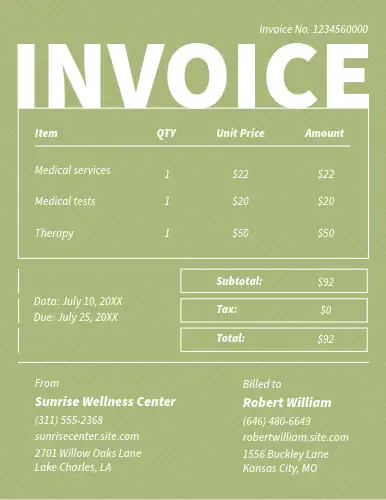 Invoice No. 1234560000
INVOICE
Item QTY Unit Price Amount
Medical services 1 $22 $22
Medical tests 1 $20 $20
Therapy 1 $50 $50
Subtotal: $92
Data: July 10, 20XX
Tax: $0
Due: July 25, 20XX
Total: $92
From
Sunrise Wellness Center
(311) 555-2368
sunrisecenter.site.com
2701 Willow Oaks Lane
Lake Charles, LA
Billed to
Robert William
(646) 480-6649
robertwilliam.site.com
1556 Buckley Lane
Kansas City, MO